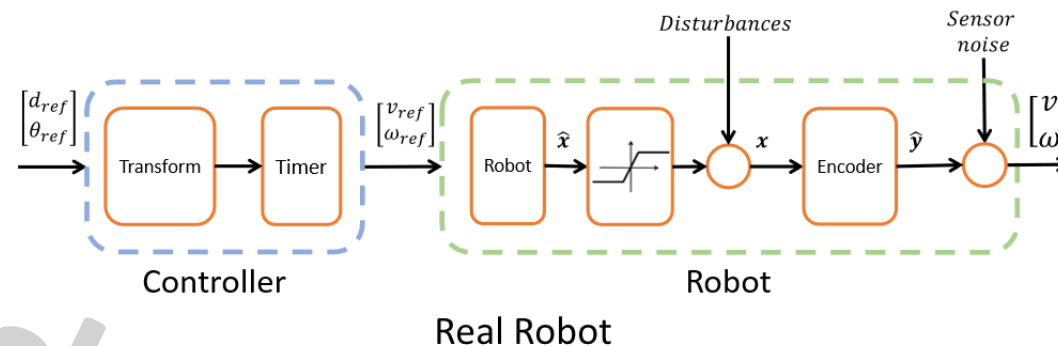 Disturbances
Sensor
noise
[d_ref
θ_ref]
[v_ref
ω_ref]
[v
ω
Transform
Timer
Robot
x̂
x
Encoder
ŷ
Controller
Robot
Real Robot